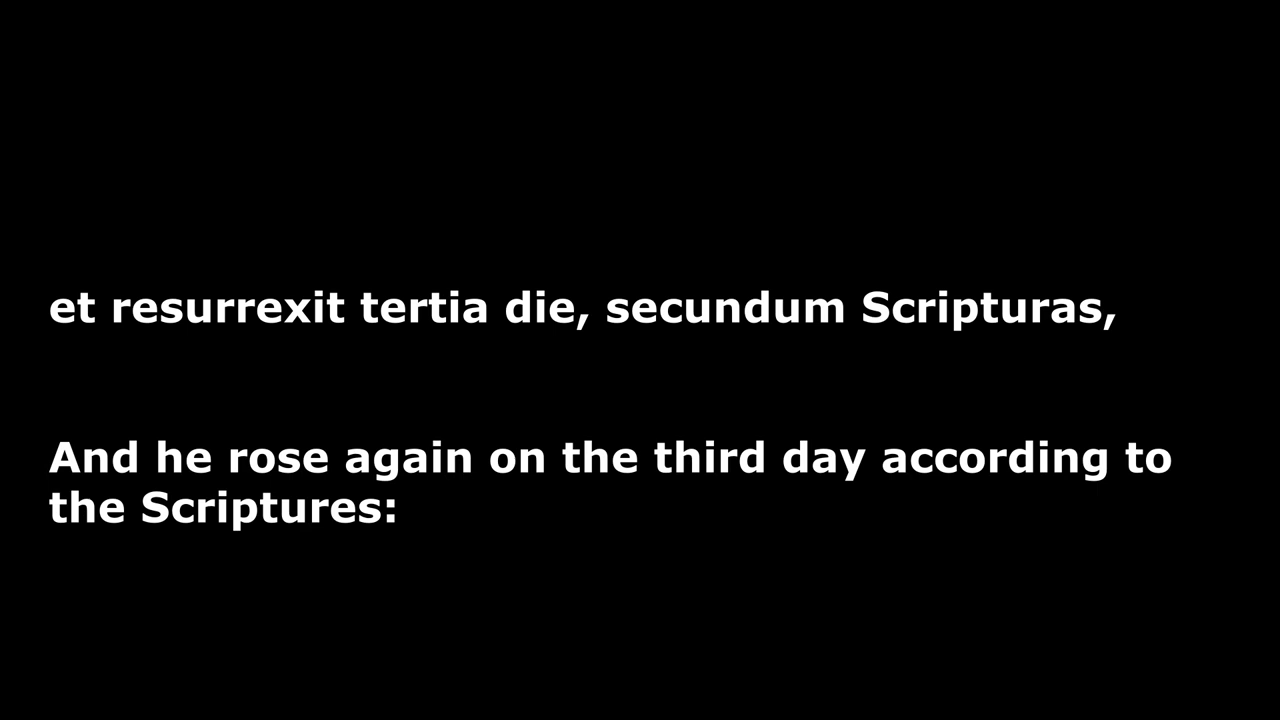 et resurrexit tertia die, secundum Scripturas,
And he rose again on the third day according to
the Scriptures: